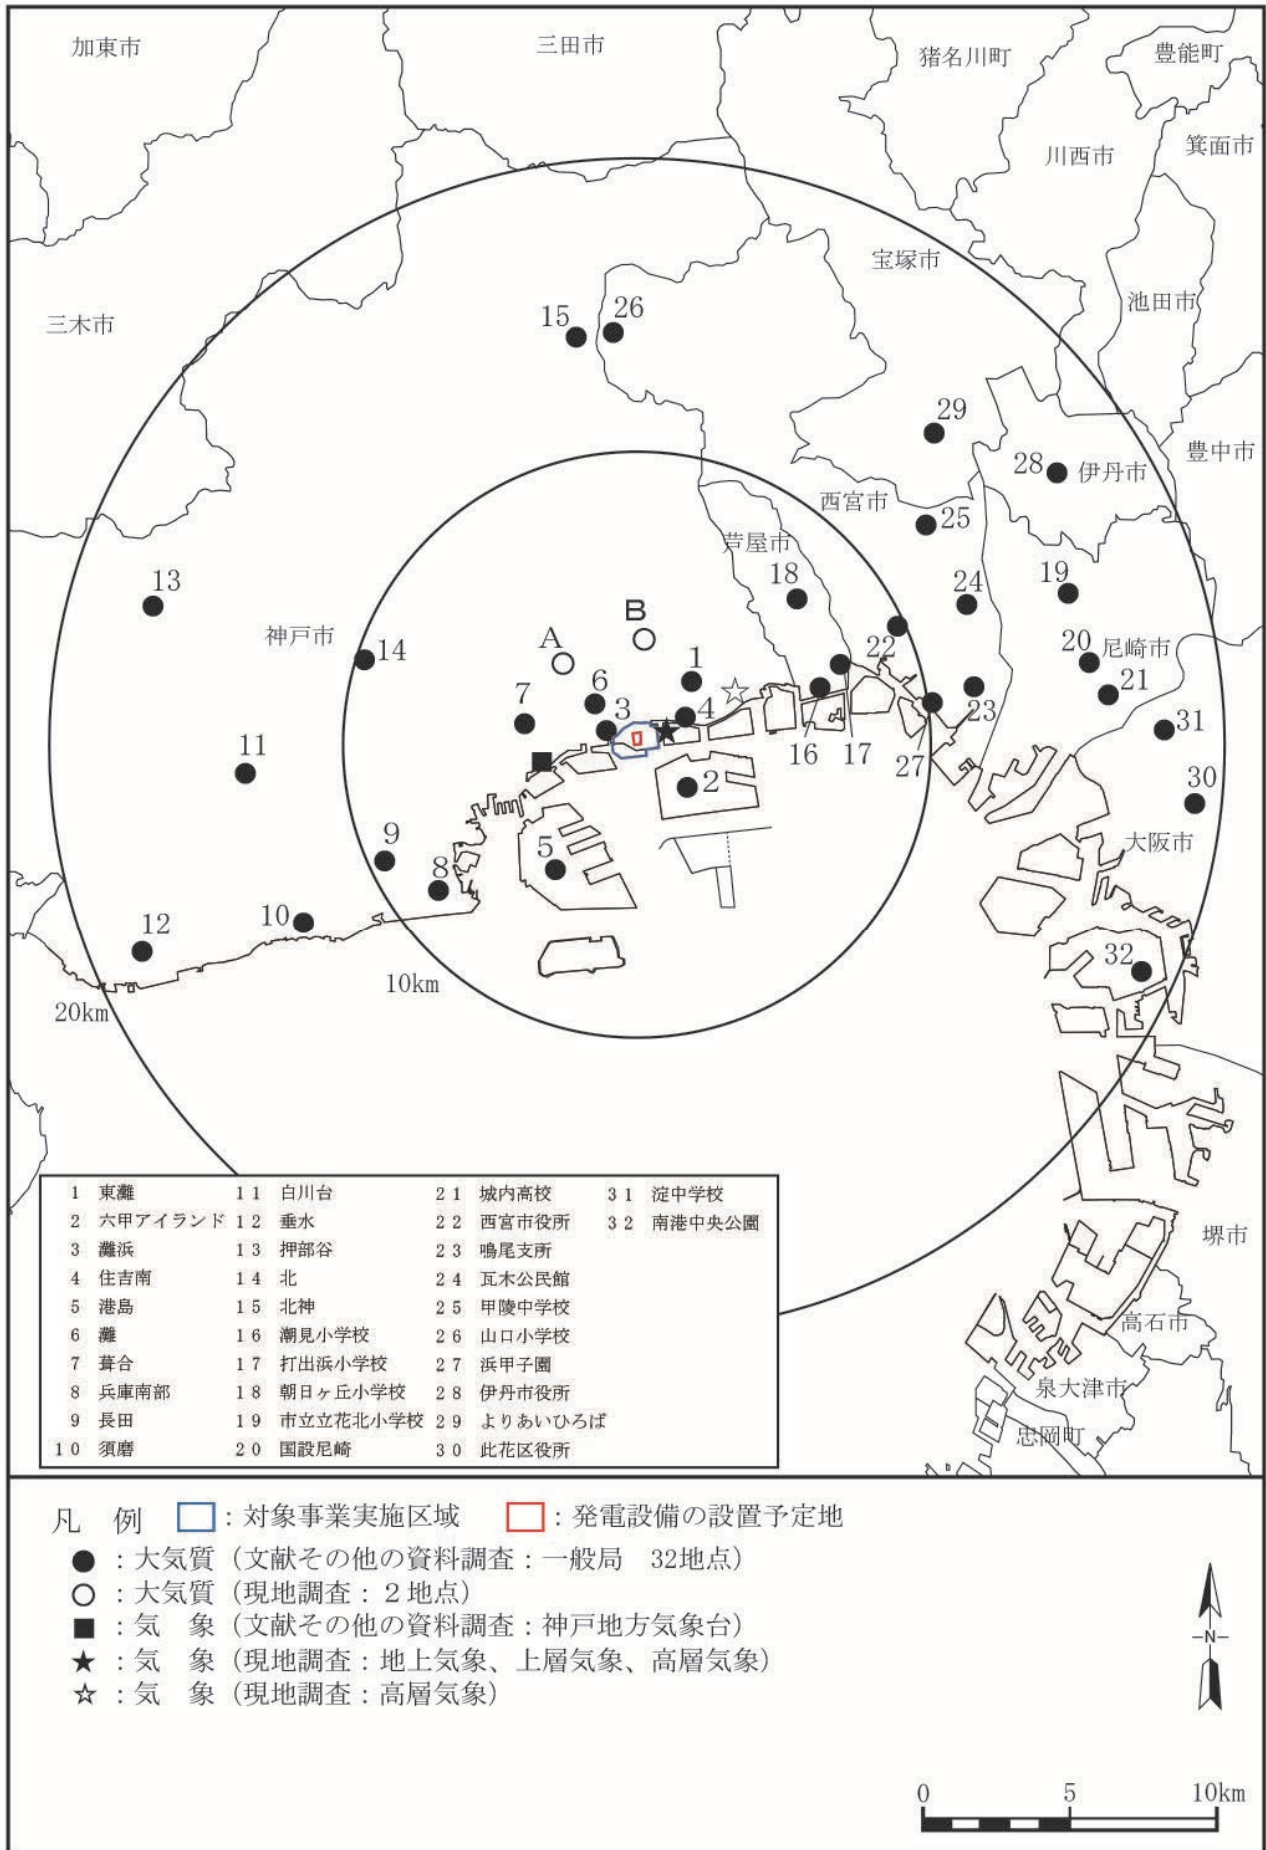 加東市
三田市
猪名川町
豊能町
川西市
箕面市
宝塚市
池田市
三木市
15
26
29
豊中市
28
伊丹市
西宮市
25
芦屋市
18
24
19
13
神戸市
B
14
A
22
20
尼崎市
1
21
6
7
3
4
23
31
11
16
17
27
2
30
大阪市
9
5
8
10
12
32
10km
20km
堺市
高石市
泉大津市
忠岡町
1 東灘 11 白川台 21 城内高校 31 淀中学校
2 六甲アイランド 12 垂水 22 西宮市役所 32 南港中央公園
3 灘浜 13 押部谷 23 鳴尾支所
4 住吉南 14 北 24 瓦木公民館
5 港島 15 北神 25 甲陵中学校
6 灘 16 潮見小学校 26 山口小学校
7 葺合 17 打出浜小学校 27 浜甲子園
8 兵庫南部 18 朝日ヶ丘小学校 28 伊丹市役所
9 長田 19 市立立花北小学校 29 よりあいひろば
10 須磨 20 国設尼崎 30 此花区役所
凡 例 : 対象事業実施区域 : 発電設備の設置予定地
● : 大気質（文献その他の資料調査 : 一般局 32地点）
○ : 大気質（現地調査 : 2地点）
■ : 気 象（文献その他の資料調査 : 神戸地方気象台）
★ : 気 象（現地調査 : 地上気象、上層気象、高層気象）
☆ : 気 象（現地調査 : 高層気象）
N
0 5 10km